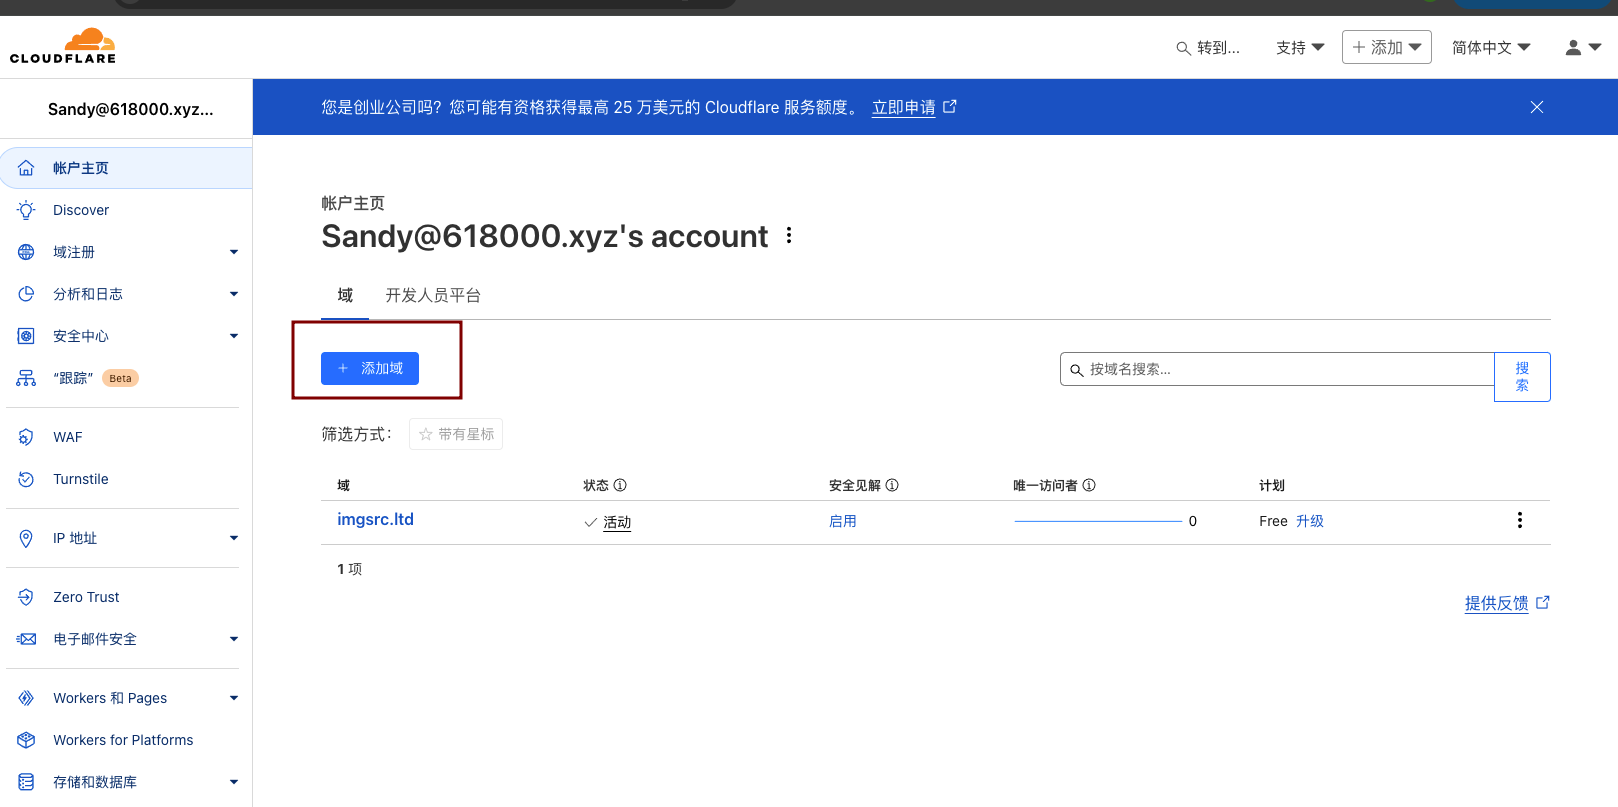 CLOUDFLARE
转到...
支持
添加
简体中文
Sandy@618000.xyz...
您是创业公司吗？您可能有资格获得最高 25 万美元的 Cloudflare 服务额度。 立即申请
帐户主页
Discover
域注册
分析和日志
安全中心
“跟踪” Beta
WAF
Turnstile
IP 地址
Zero Trust
电子邮件安全
Workers 和 Pages
Workers for Platforms
存储和数据库
帐户主页
Sandy@618000.xyz's account
域 开发人员平台
+ 添加域
按域名搜索...
搜
索
筛选方式： 带有星标
域 状态 安全见解 唯一访问者 计划
imgsrc.ltd 活动 启用 0 Free 升级
1 项
提供反馈